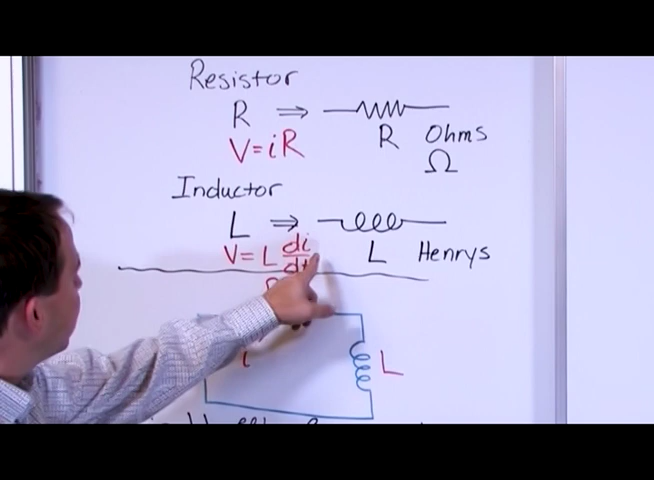 Resistor
R ⇒ R Ohms
V=iR Ω
Inductor
L ⇒ L Henrys
V=L di/dt
i L